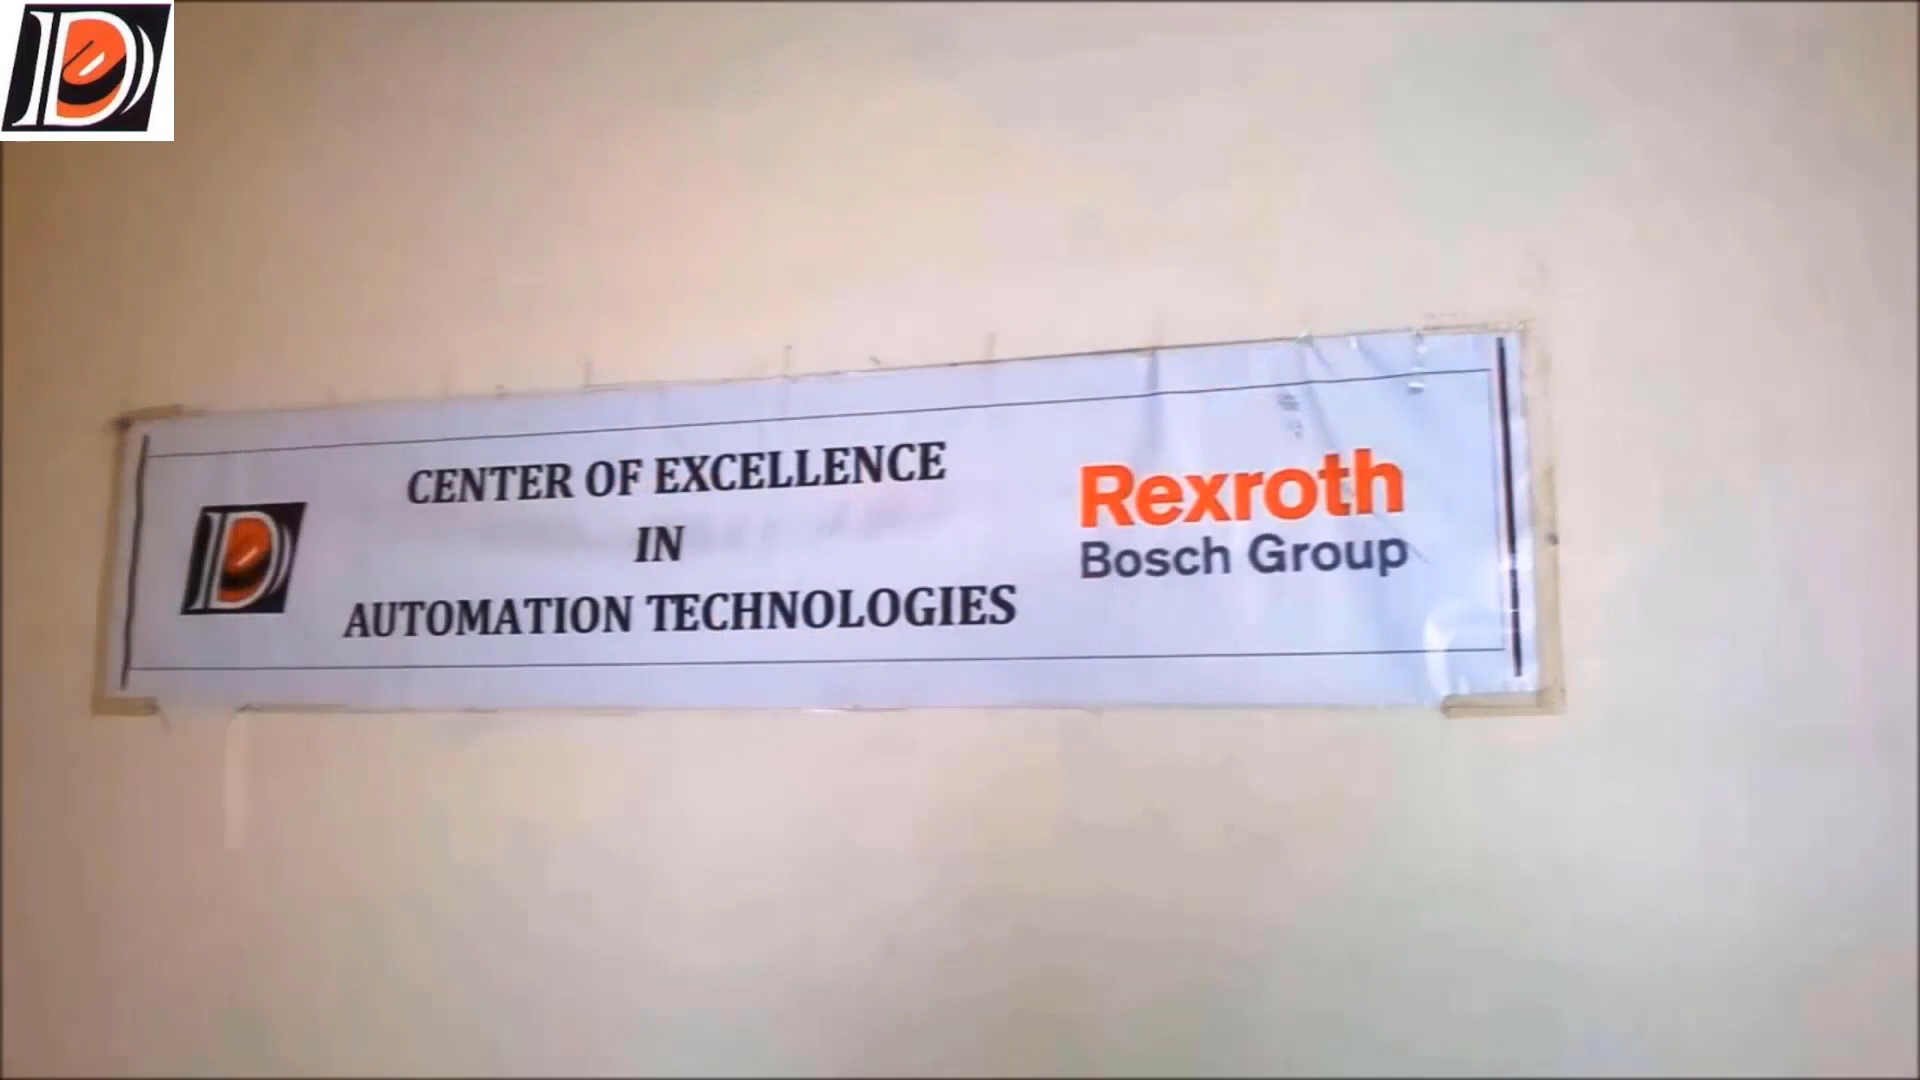 CENTER OF EXCELLENCE
IN
AUTOMATION TECHNOLOGIES
Rexroth
Bosch Group